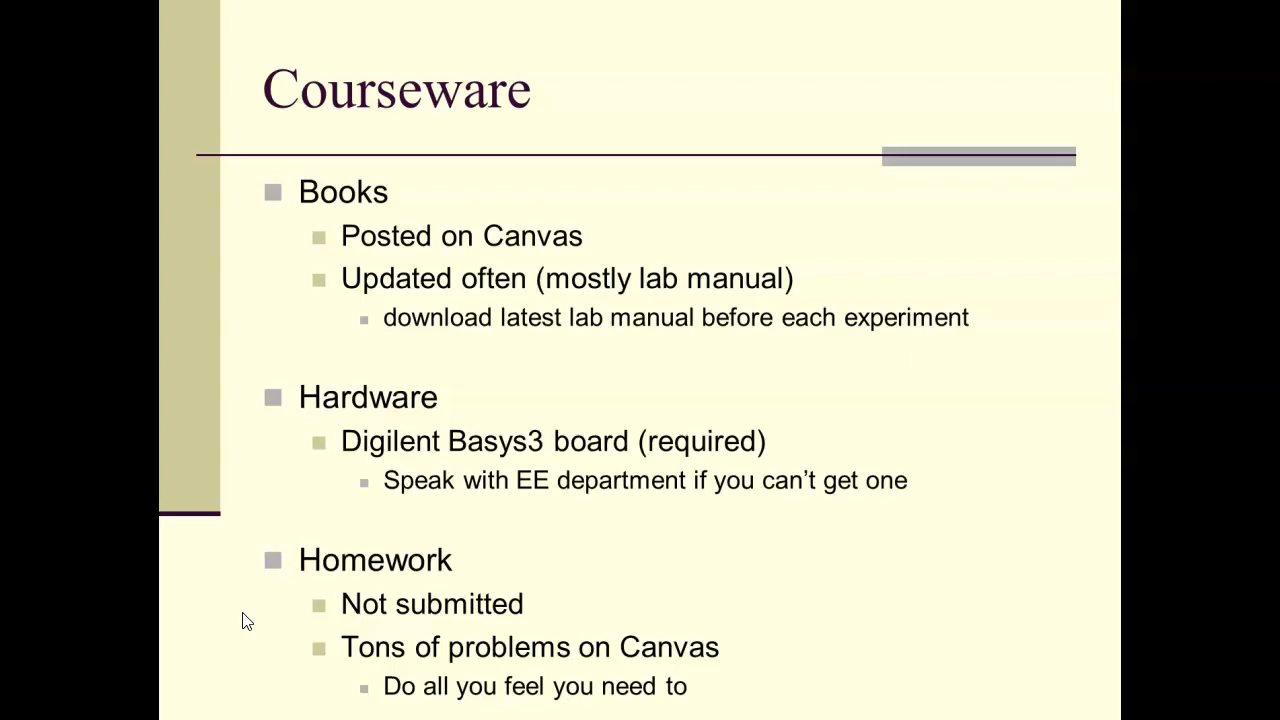 Courseware
Books
Posted on Canvas
Updated often (mostly lab manual)
download latest lab manual before each experiment
Hardware
Digilent Basys3 board (required)
Speak with EE department if you can’t get one
Homework
Not submitted
Tons of problems on Canvas
Do all you feel you need to